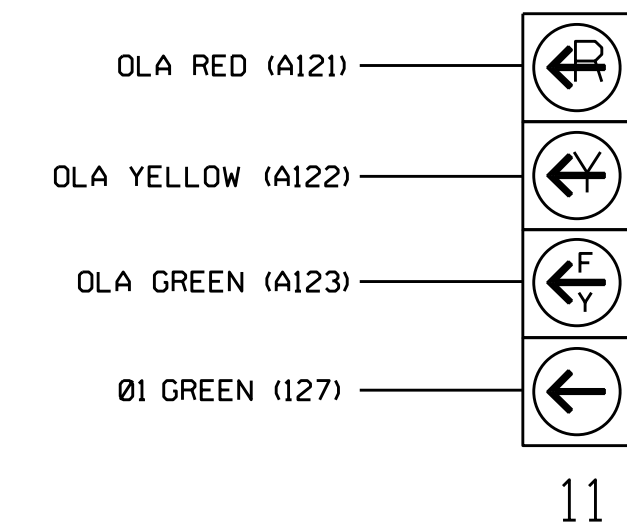 OLA RED (A121)
R
OLA YELLOW (A122)
Y
OLA GREEN (A123)
F
Y
Ø1 GREEN (127)
11